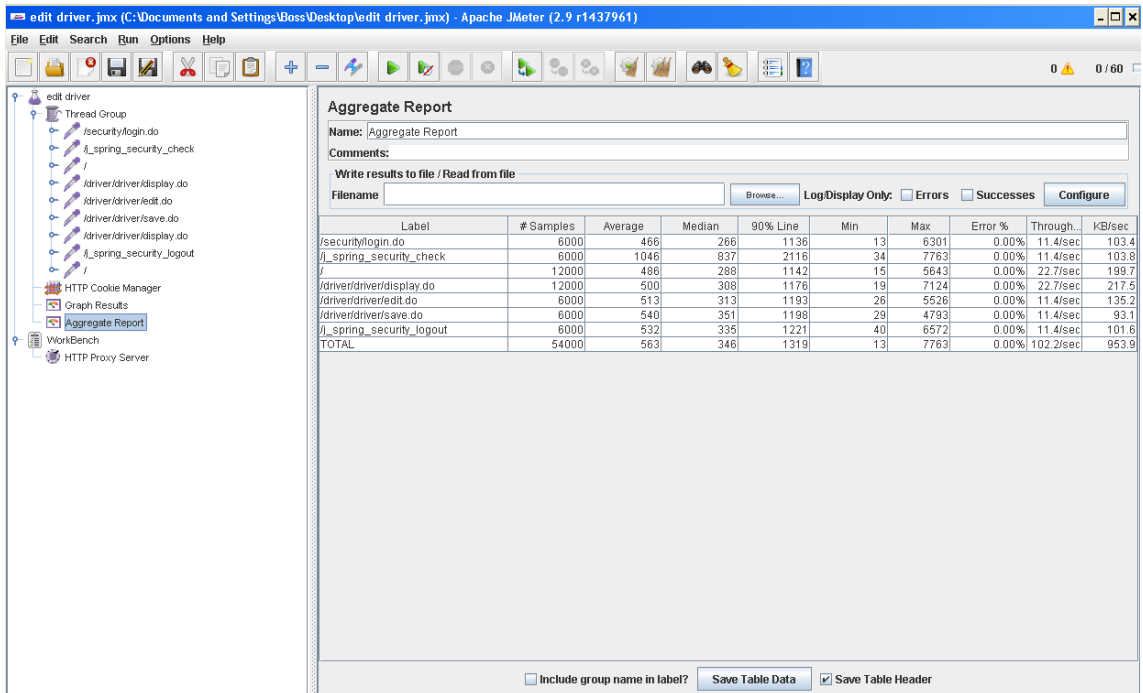 edit driver.jmx (C:\Documents and Settings\Boss\Desktop\edit driver.jmx) - Apache JMeter (2.9 r1437961)
File Edit Search Run Options Help
0 0/60
edit driver
Thread Group
/security/login.do
/j_spring_security_check
/
/driver/driver/display.do
/driver/driver/edit.do
/driver/driver/save.do
/driver/driver/display.do
/j_spring_security_logout
/
HTTP Cookie Manager
Graph Results
Aggregate Report
WorkBench
HTTP Proxy Server
Aggregate Report
Name: Aggregate Report
Comments:
Write results to file / Read from file
Filename Browse... Log/Display Only: Errors Successes Configure
Label # Samples Average Median 90% Line Min Max Error % Through... KB/sec
/security/login.do 6000 466 266 1136 13 6301 0.00% 11.4/sec 103.4
/j_spring_security_check 6000 1046 837 2116 34 7763 0.00% 11.4/sec 103.8
/ 12000 486 288 1142 15 5643 0.00% 22.7/sec 199.7
/driver/driver/display.do 12000 500 308 1176 19 7124 0.00% 22.7/sec 217.5
/driver/driver/edit.do 6000 513 313 1193 26 5526 0.00% 11.4/sec 135.2
/driver/driver/save.do 6000 540 351 1198 29 4793 0.00% 11.4/sec 93.1
/j_spring_security_logout 6000 532 335 1221 40 6572 0.00% 11.4/sec 101.6
TOTAL 54000 563 346 1319 13 7763 0.00% 102.2/sec 953.9
Include group name in label? Save Table Data Save Table Header